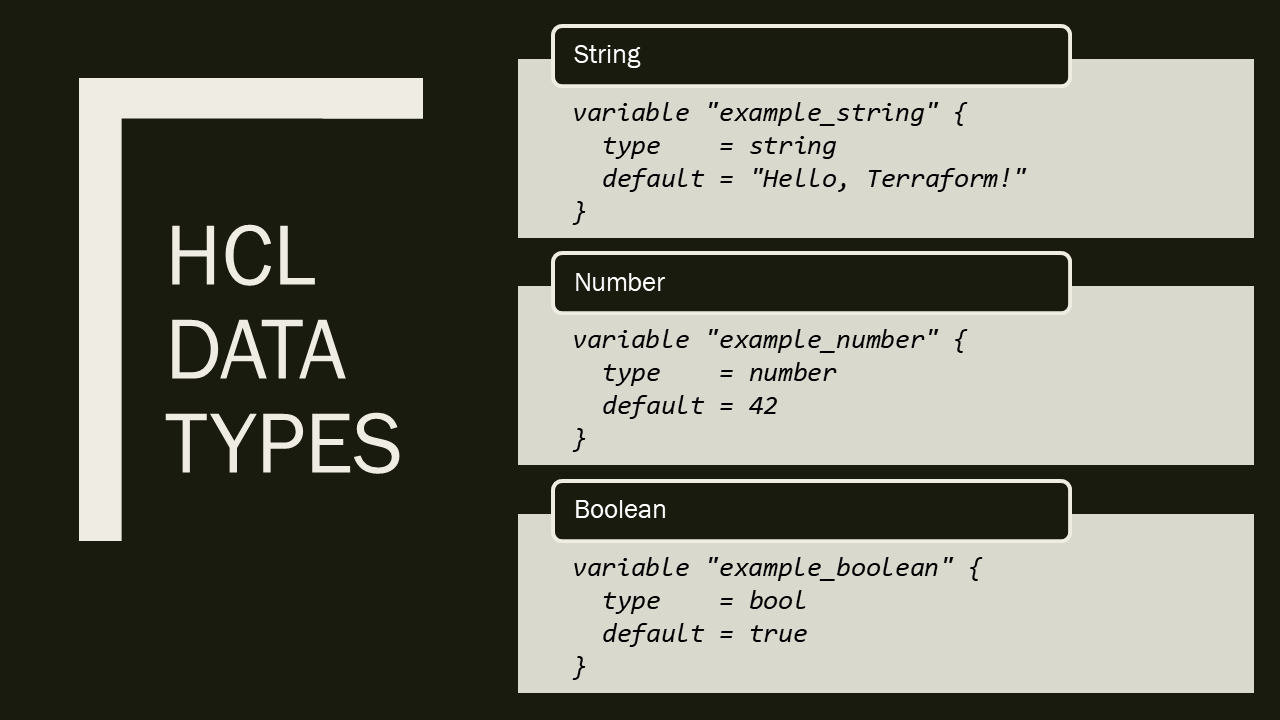 HCL
DATA
TYPES
String
variable "example_string" {
  type    = string
  default = "Hello, Terraform!"
}
Number
variable "example_number" {
  type    = number
  default = 42
}
Boolean
variable "example_boolean" {
  type    = bool
  default = true
}